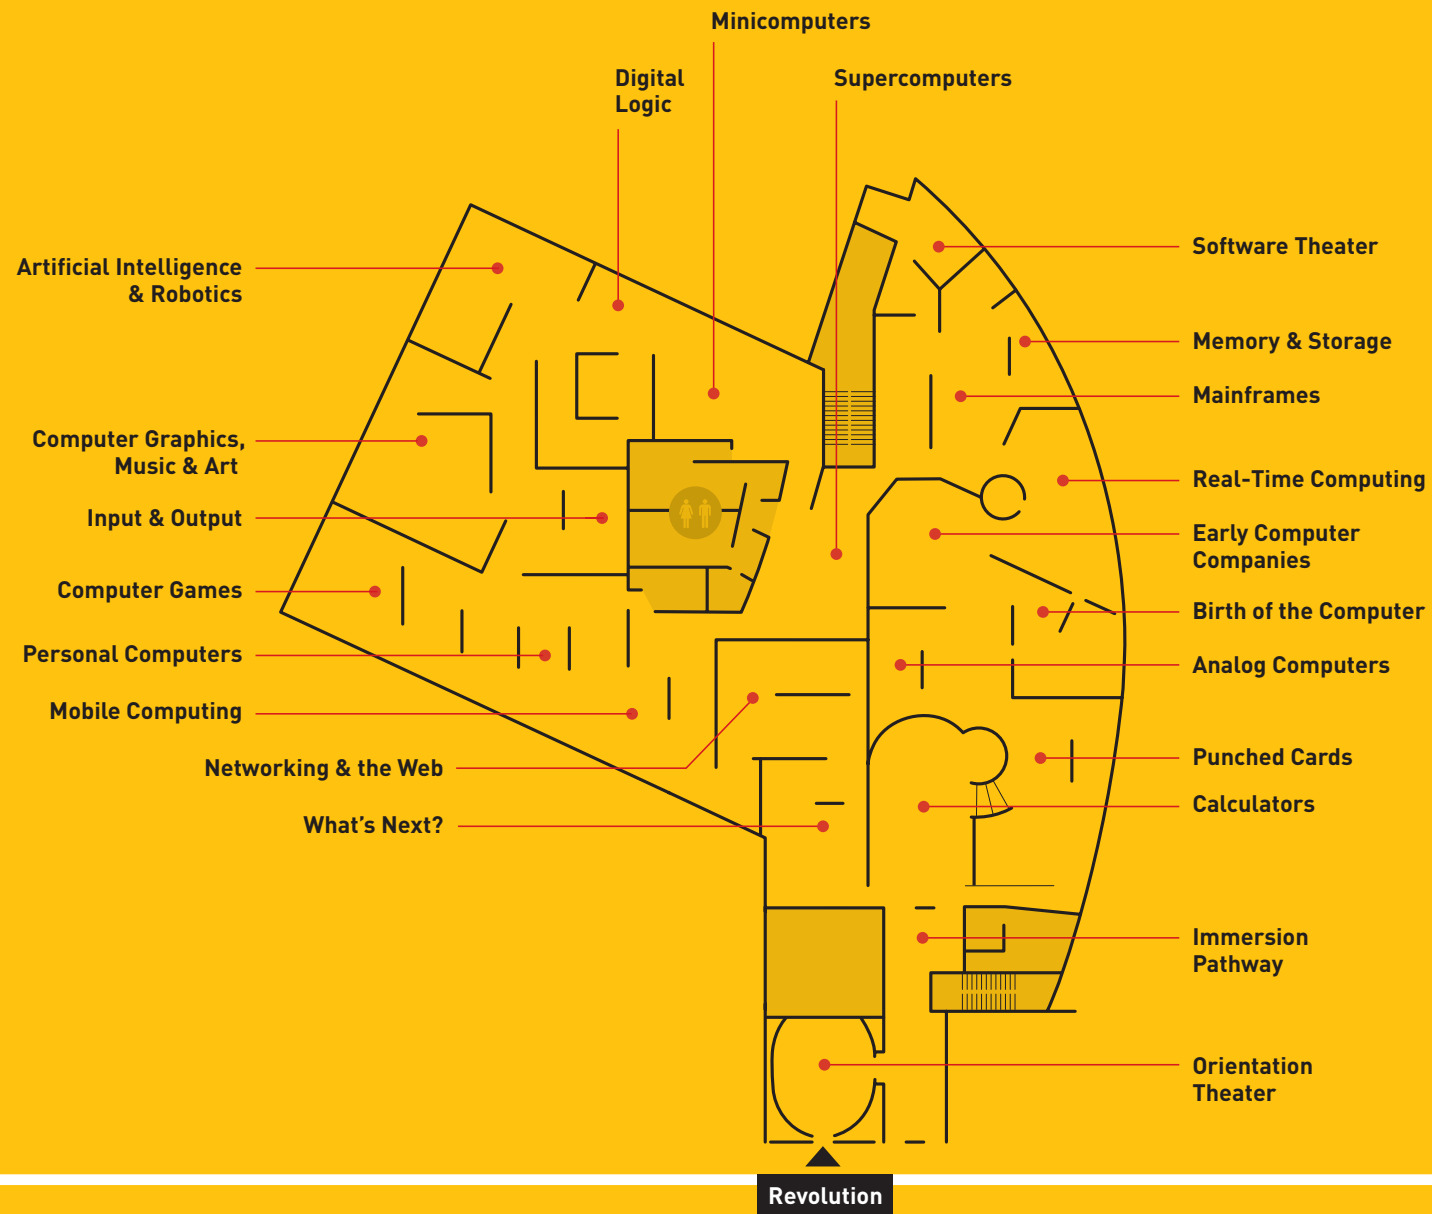 Minicomputers
Digital
Logic
Supercomputers
Artificial Intelligence
& Robotics
Computer Graphics,
Music & Art
Input & Output
Computer Games
Personal Computers
Mobile Computing
Networking & the Web
What's Next?
Software Theater
Memory & Storage
Mainframes
Real-Time Computing
Early Computer
Companies
Birth of the Computer
Analog Computers
Punched Cards
Calculators
Immersion
Pathway
Orientation
Theater
Revolution